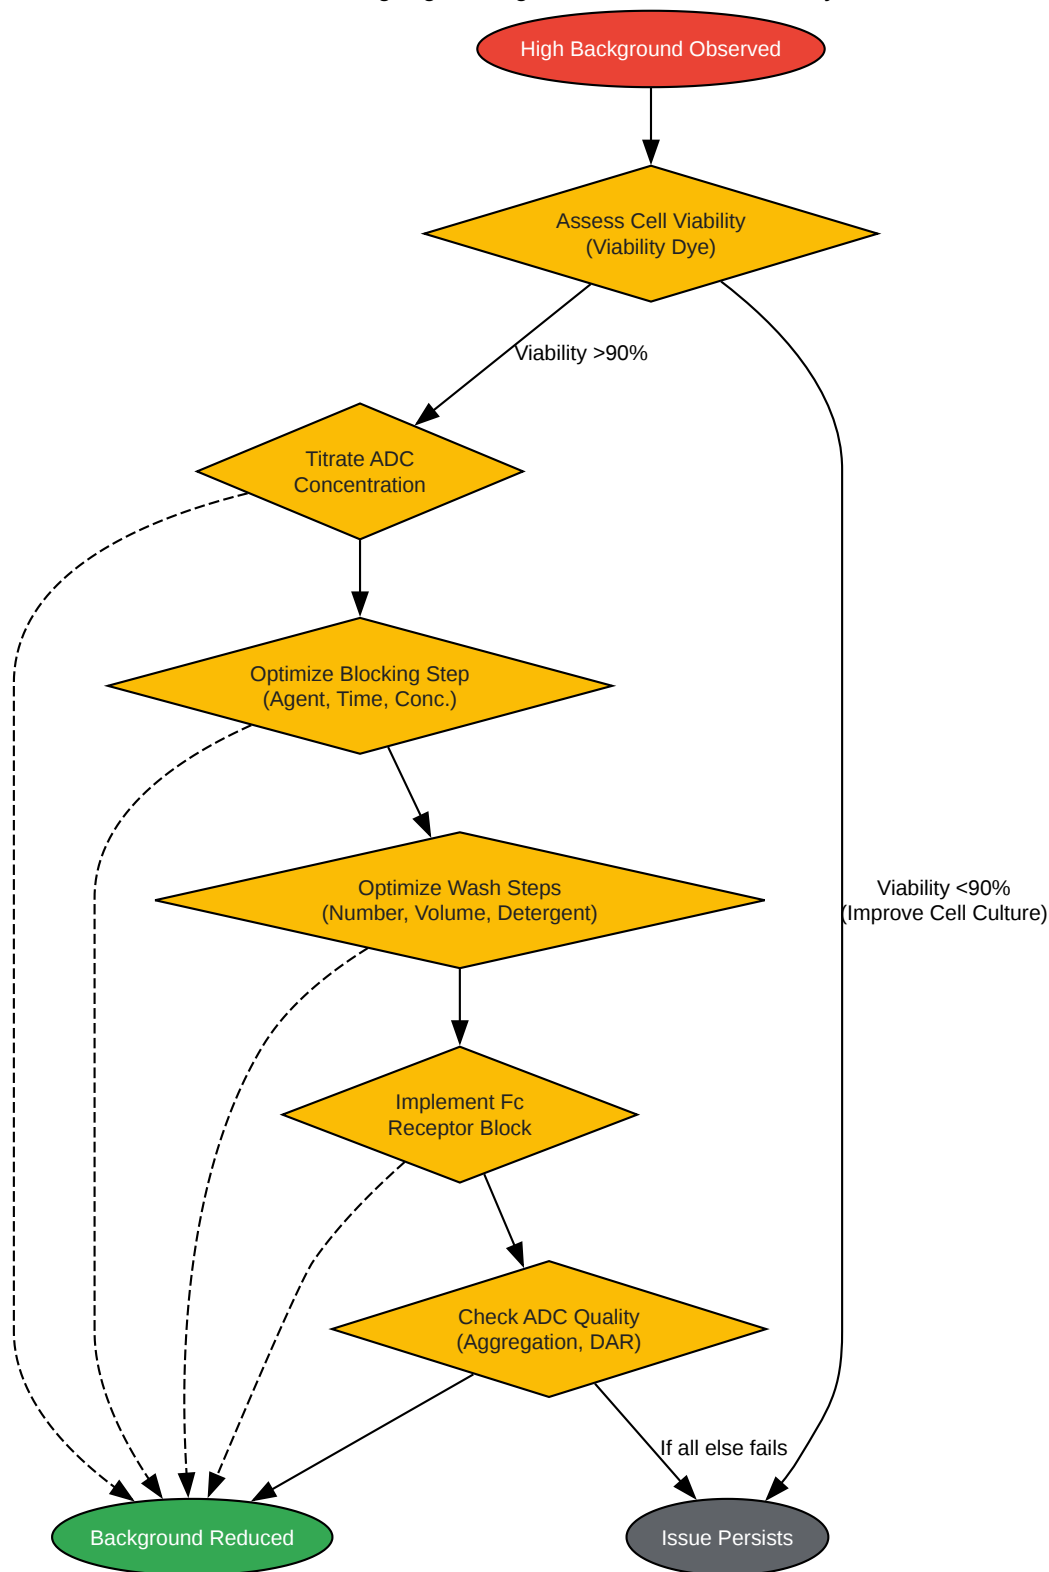 High Background Observed
Assess Cell Viability
(Viability Dye)
Viability >90%
Titrate ADC
Concentration
Optimize Blocking Step
(Agent, Time, Conc.)
Optimize Wash Steps
(Number, Volume, Detergent)
Viability <90%
(Improve Cell Culture)
Implement Fc
Receptor Block
Check ADC Quality
(Aggregation, DAR)
If all else fails
Background Reduced
Issue Persists